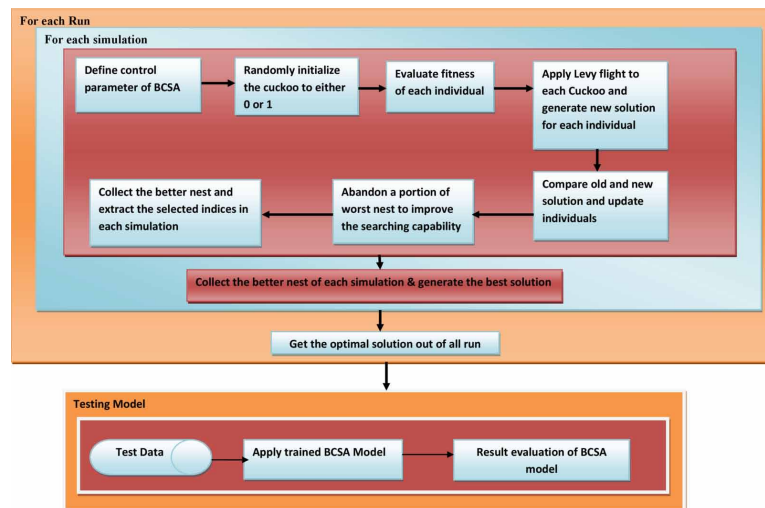 For each Run
For each simulation
Define control
parameter of BCSA
Randomly initialize
the cuckoo to either
0 or 1
Evaluate fitness
of each individual
Apply Levy flight to
each Cuckoo and
generate new solution
for each individual
Compare old and new
solution and update
individuals
Abandon a portion of
worst nest to improve
the searching capability
Collect the better nest and
extract the selected indices in
each simulation
Collect the better nest of each simulation & generate the best solution
Get the optimal solution out of all run
Testing Model
Test Data
Apply trained BCSA Model
Result evaluation of BCSA
model